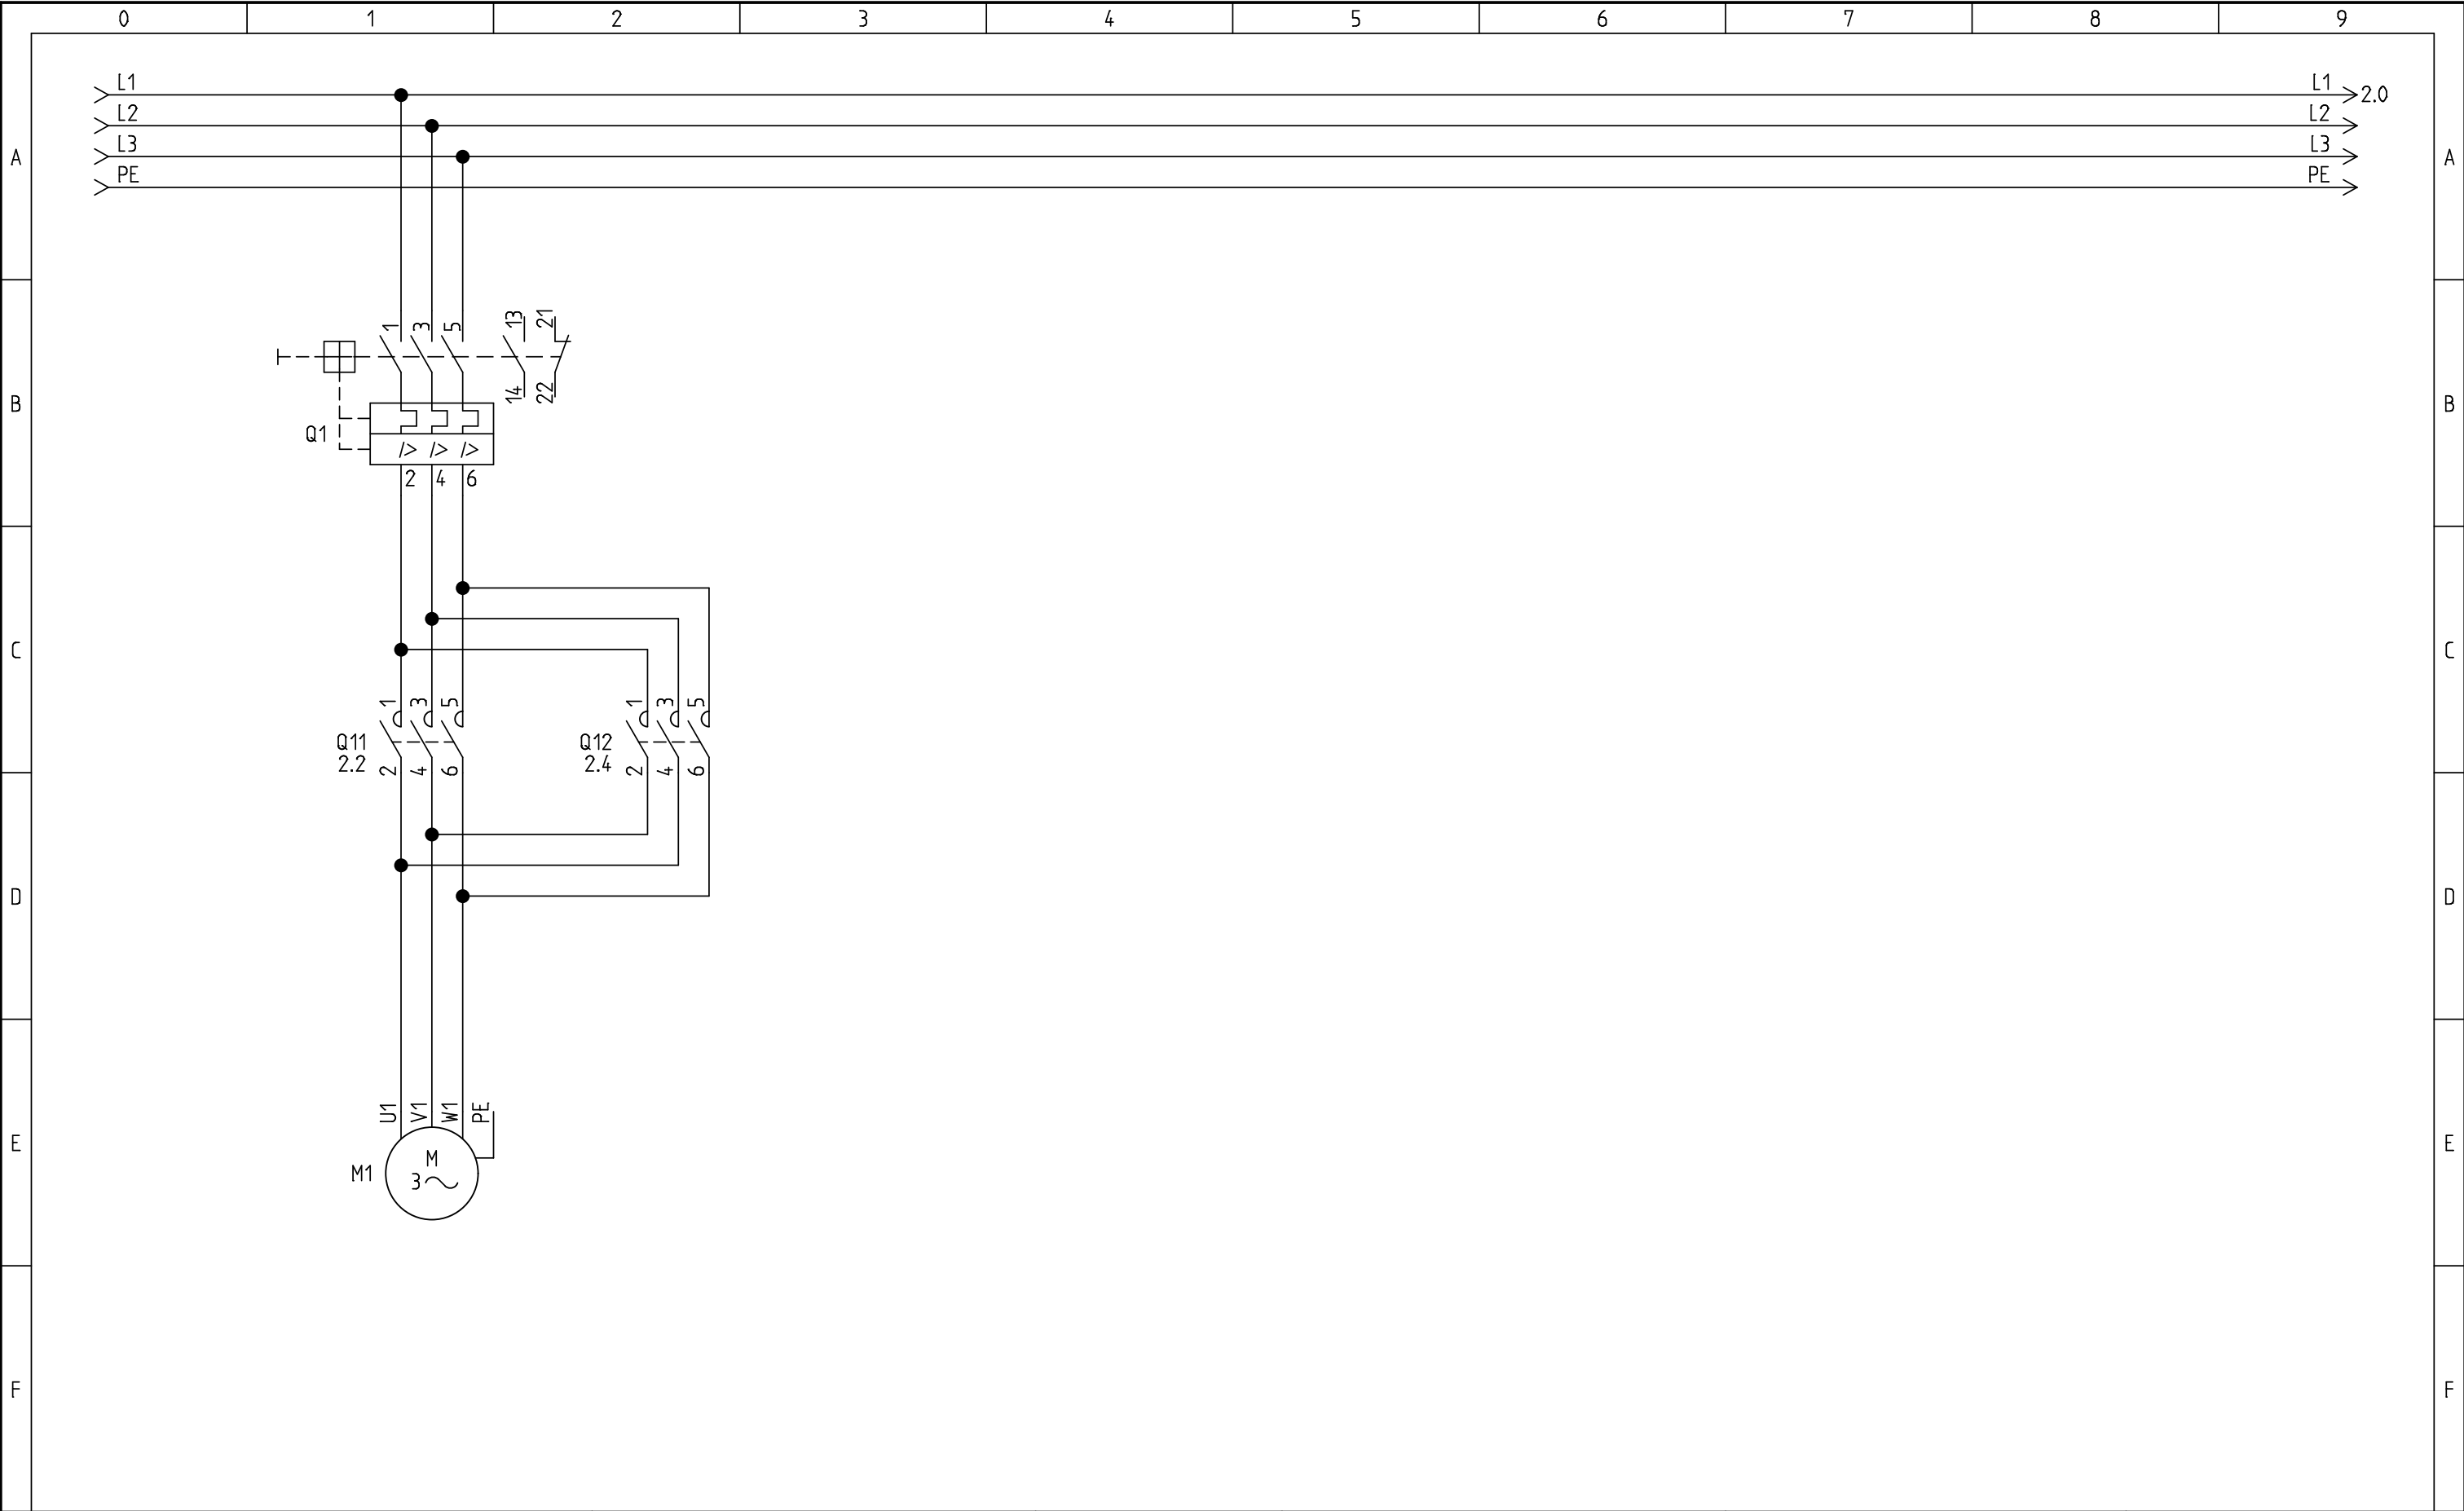 0 1 2 3 4 5 6 7 8 9
L1 L1 2.0
L2 L2
A L3 L3 A
PE PE
1 3 5 13 21
14 22
B B
Q1
I> I> I>
2 4 6
C C
1 3 5 1 3 5
Q11 Q12
2.2 2.4
2 4 6 2 4 6
D D
U1 V1 W1 PE
E E
M
M1
3~
F F